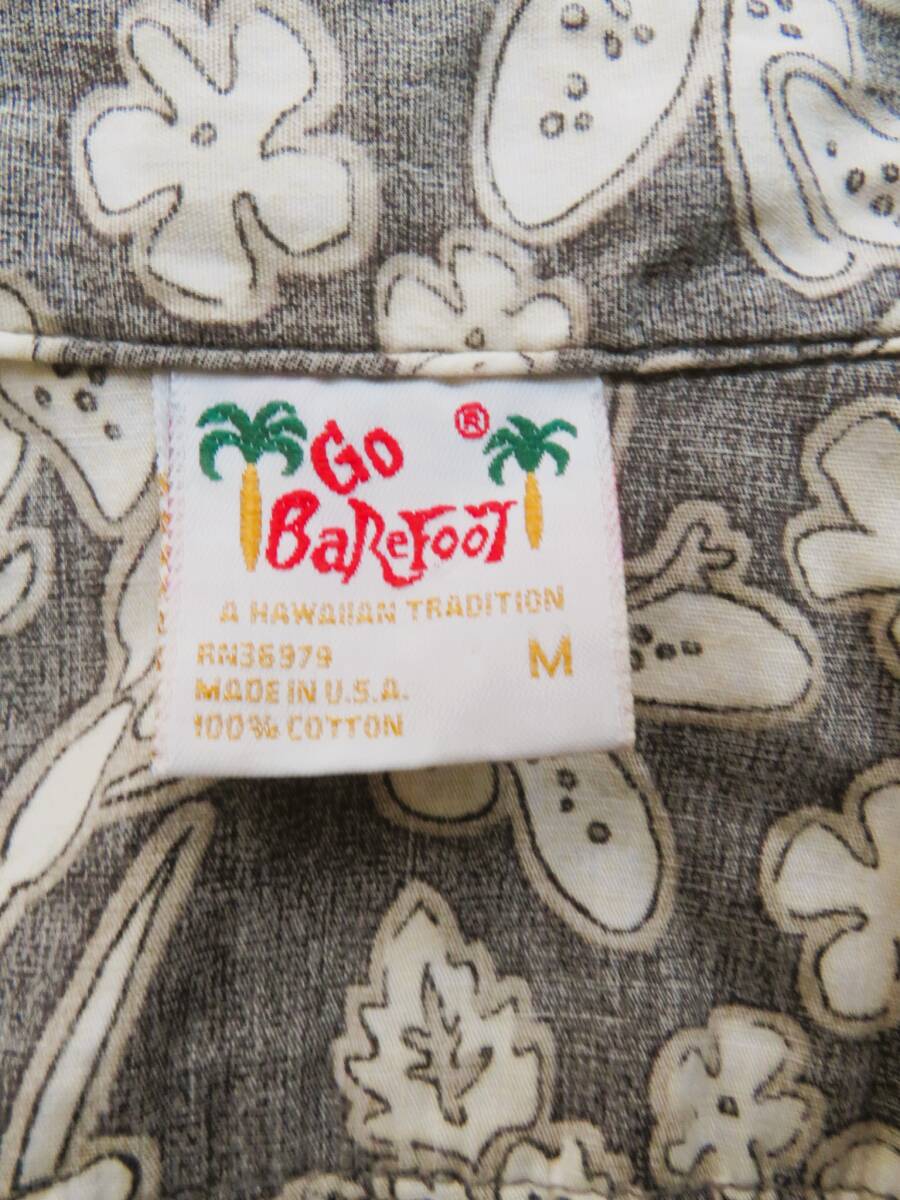 Go ®
BaReFooT
A HAWAIIAN TRADITION
RN36979 M
MADE IN U.S.A.
100% COTTON